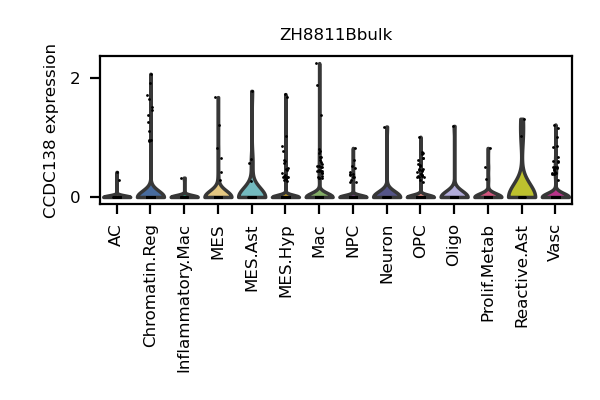 ZH8811Bbulk
CCDC138 expression
2
0
AC
Chromatin.Reg
Inflammatory.Mac
MES
MES.Ast
MES.Hyp
Mac
NPC
Neuron
OPC
Oligo
Prolif.Metab
Reactive.Ast
Vasc